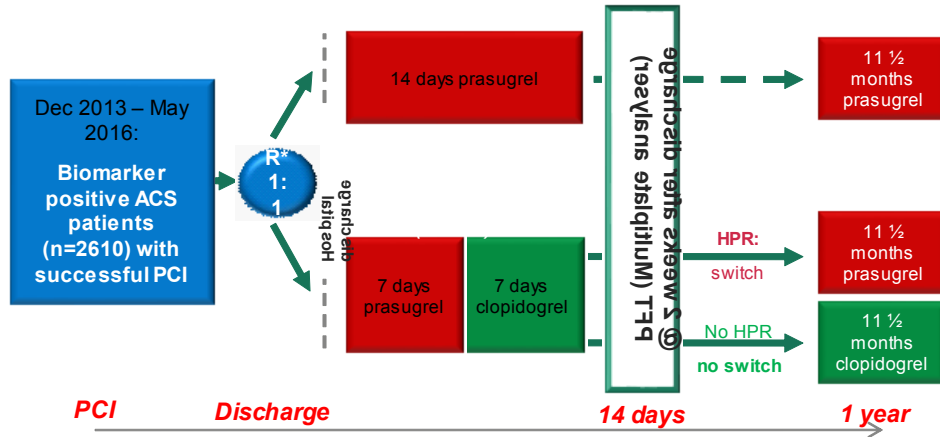 Dec 2013 – May
2016:
Biomarker
positive ACS
patients
(n=2610) with
successful PCI
R*
1:
1
Hospital
discharge
14 days prasugrel
7 days
prasugrel
7 days
clopidogrel
PFT (Multiplate analyser)
@ 2 weeks after discharge
HPR:
switch
No HPR
no switch
11 ½
months
prasugrel
11 ½
months
prasugrel
11 ½
months
clopidogrel
PCI
Discharge
14 days
1 year